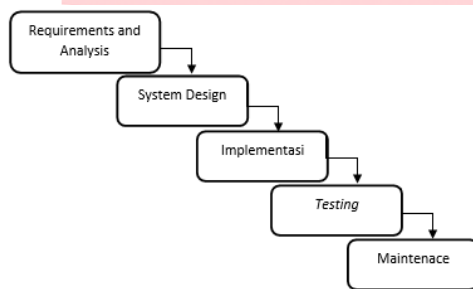 Requirements and
Analysis
System Design
Implementasi
Testing
Maintenace